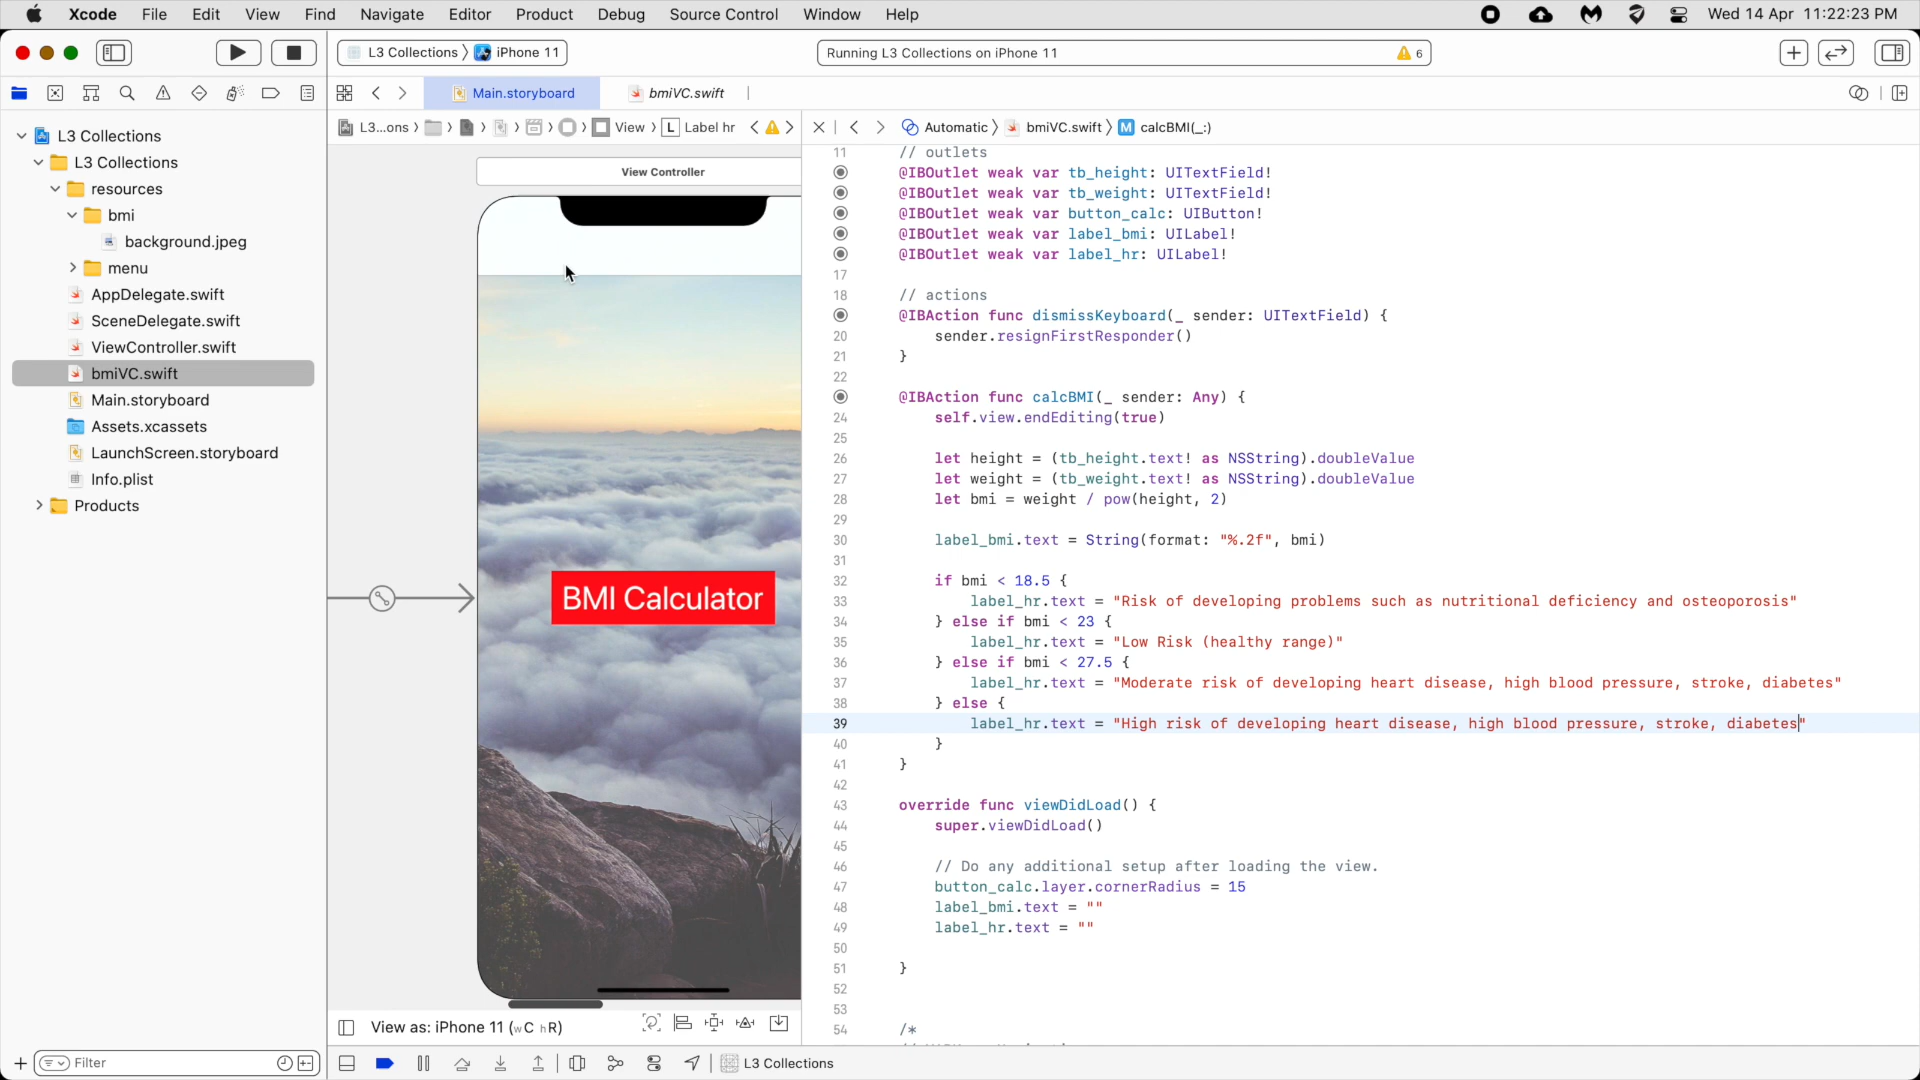 Xcode File Edit View Find Navigate Editor Product Debug Source Control Window Help Wed 14 Apr 11:22:23 PM
L3 Collections iPhone 11 Running L3 Collections on iPhone 11 6
Main.storyboard bmiVC.swift
L3...ons View L Label hr Automatic bmiVC.swift M calcBMI(_:)
L3 Collections
L3 Collections
resources
bmi
background.jpeg
menu
AppDelegate.swift
SceneDelegate.swift
ViewController.swift
bmiVC.swift
Main.storyboard
Assets.xcassets
LaunchScreen.storyboard
Info.plist
Products
Filter
View Controller
BMI Calculator
View as: iPhone 11 (wC hR)
11 // outlets
@IBOutlet weak var tb_height: UITextField!
@IBOutlet weak var tb_weight: UITextField!
@IBOutlet weak var button_calc: UIButton!
@IBOutlet weak var label_bmi: UILabel!
@IBOutlet weak var label_hr: UILabel!
17
18 // actions
@IBAction func dismissKeyboard(_ sender: UITextField) {
20 sender.resignFirstResponder()
21 }
22
@IBAction func calcBMI(_ sender: Any) {
24 self.view.endEditing(true)
25
26 let height = (tb_height.text! as NSString).doubleValue
27 let weight = (tb_weight.text! as NSString).doubleValue
28 let bmi = weight / pow(height, 2)
29
30 label_bmi.text = String(format: "%.2f", bmi)
31
32 if bmi < 18.5 {
33 label_hr.text = "Risk of developing problems such as nutritional deficiency and osteoporosis"
34 } else if bmi < 23 {
35 label_hr.text = "Low Risk (healthy range)"
36 } else if bmi < 27.5 {
37 label_hr.text = "Moderate risk of developing heart disease, high blood pressure, stroke, diabetes"
38 } else {
39 label_hr.text = "High risk of developing heart disease, high blood pressure, stroke, diabetes"
40 }
41 }
42
43 override func viewDidLoad() {
44 super.viewDidLoad()
45
46 // Do any additional setup after loading the view.
47 button_calc.layer.cornerRadius = 15
48 label_bmi.text = ""
49 label_hr.text = ""
50
51 }
52
53
54 /*
L3 Collections